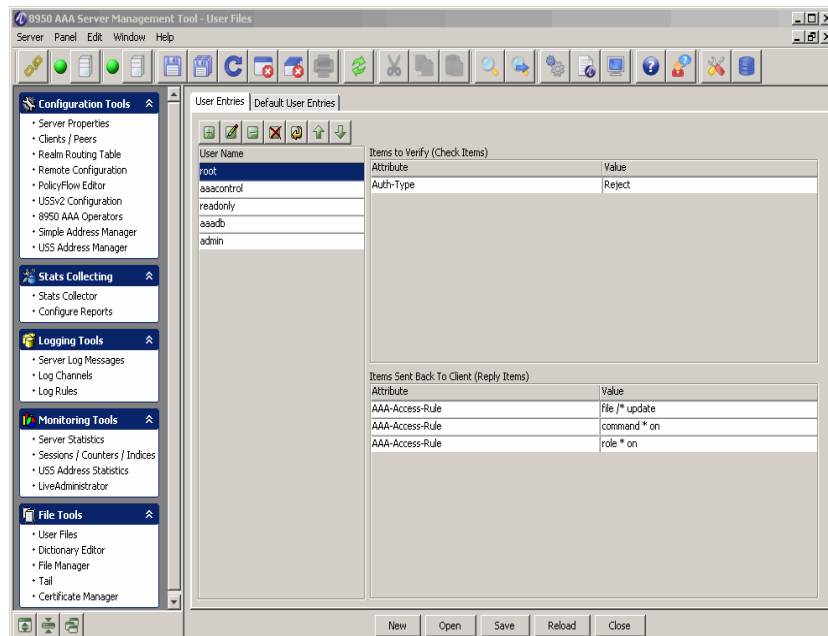 8950 AAA Server Management Tool - User Files
Server Panel Edit Window Help
Configuration Tools
Server Properties
Clients / Peers
Realm Routing Table
Remote Configuration
PolicyFlow Editor
USSv2 Configuration
8950 AAA Operators
Simple Address Manager
USS Address Manager
Stats Collecting
Stats Collector
Configure Reports
Logging Tools
Server Log Messages
Log Channels
Log Rules
Monitoring Tools
Server Statistics
Sessions / Counters / Indices
USS Address Statistics
LiveAdministrator
File Tools
User Files
Dictionary Editor
File Manager
Tail
Certificate Manager
User Entries Default User Entries
User Name
root
aaacontrol
readonly
aaadb
admin
Items to Verify (Check Items)
Attribute Value
Auth-Type Reject
Items Sent Back To Client (Reply Items)
Attribute Value
AAA-Access-Rule file /* update
AAA-Access-Rule command * on
AAA-Access-Rule role * on
New Open Save Reload Close